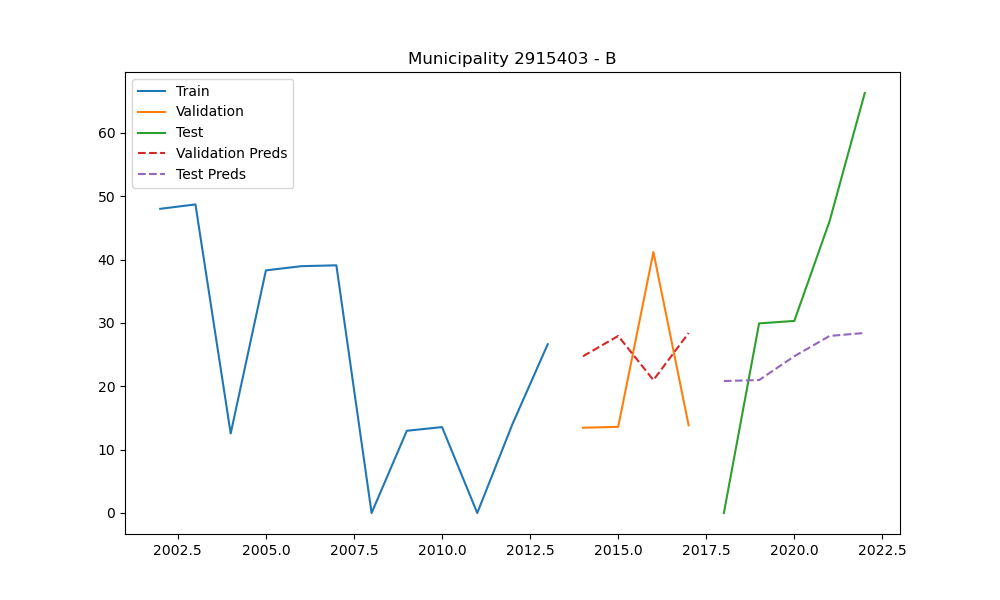 Municipality 2915403 - B
Train
Validation
Test
Validation Preds
Test Preds
60
50
40
30
20
10
0
2002.5 2005.0 2007.5 2010.0 2012.5 2015.0 2017.5 2020.0 2022.5